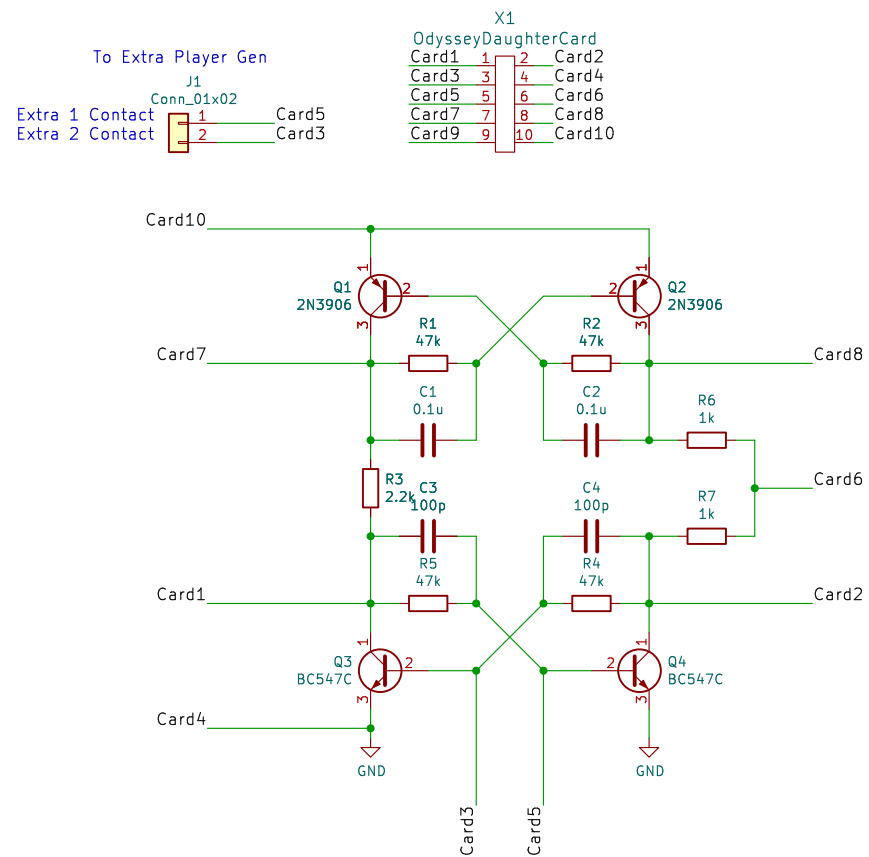 X1
OdysseyDaughterCard
Card1 1 2 Card2
Card3 3 4 Card4
Card5 5 6 Card6
Card7 7 8 Card8
Card9 9 10 Card10
To Extra Player Gen
J1
Conn_01x02
Extra 1 Contact 1 Card5
Extra 2 Contact 2 Card3
Card10
1 1
Q1 2 2 Q2
2N3906 2N3906
3 3
R1 R2
47k 47k
Card7 Card8
C1 C2
0.1u 0.1u
R6
1k
R3 C3 C4 Card6
2.2k 100p 100p
R7
1k
R5 R4
47k 47k
Card1 Card2
1 1
Q3 2 2 Q4
BC547C BC547C
3 3
Card4
GND GND
Card3 Card5